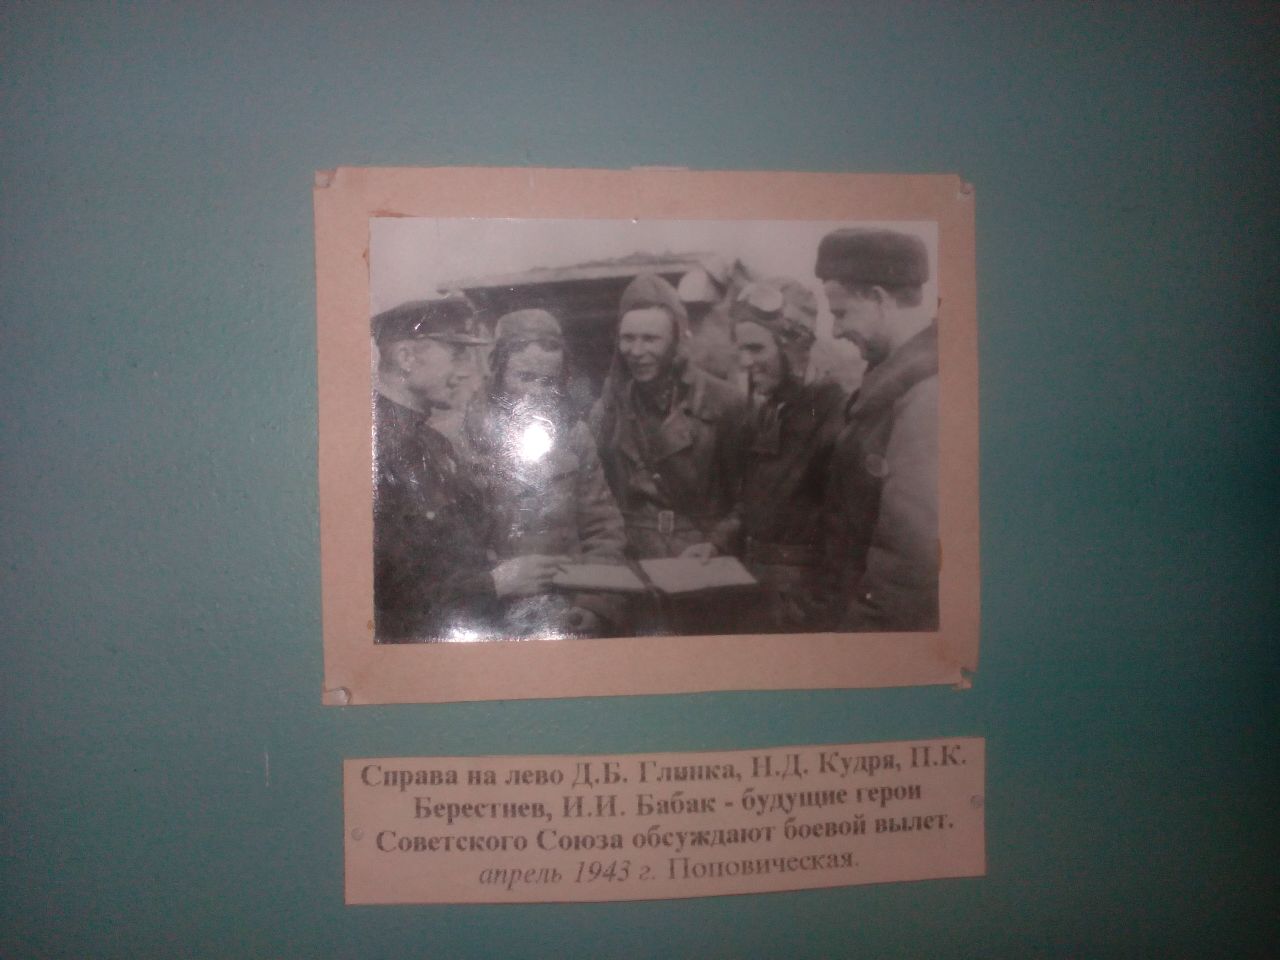 Справа на лево Д.Б. Глинка, Н.Д. Кудря, П.К.
Берестнев, И.И. Бабак - будущие герои
Советского Союза обсуждают боевой вылет.
апрель 1943 г. Поповическая.